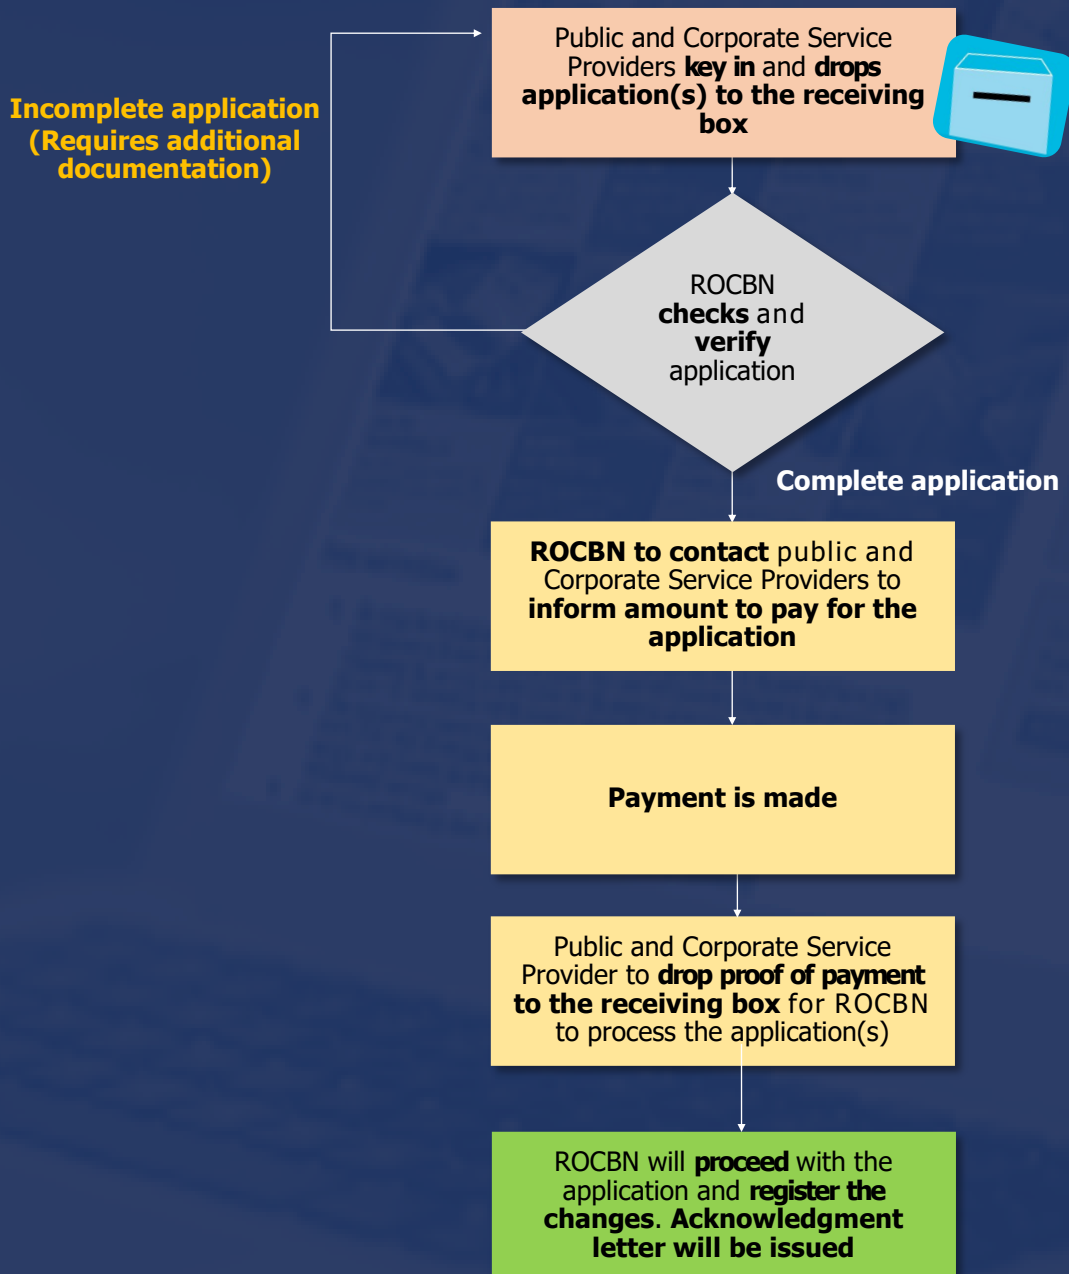 Public and Corporate Service
Providers key in and drops
application(s) to the receiving
box
Incomplete application
(Requires additional
documentation)
ROCBN
checks and
verify
application
Complete application
ROCBN to contact public and
Corporate Service Providers to
inform amount to pay for the
application
Payment is made
Public and Corporate Service
Provider to drop proof of payment
to the receiving box for ROCBN
to process the application(s)
ROCBN will proceed with the
application and register the
changes. Acknowledgment
letter will be issued